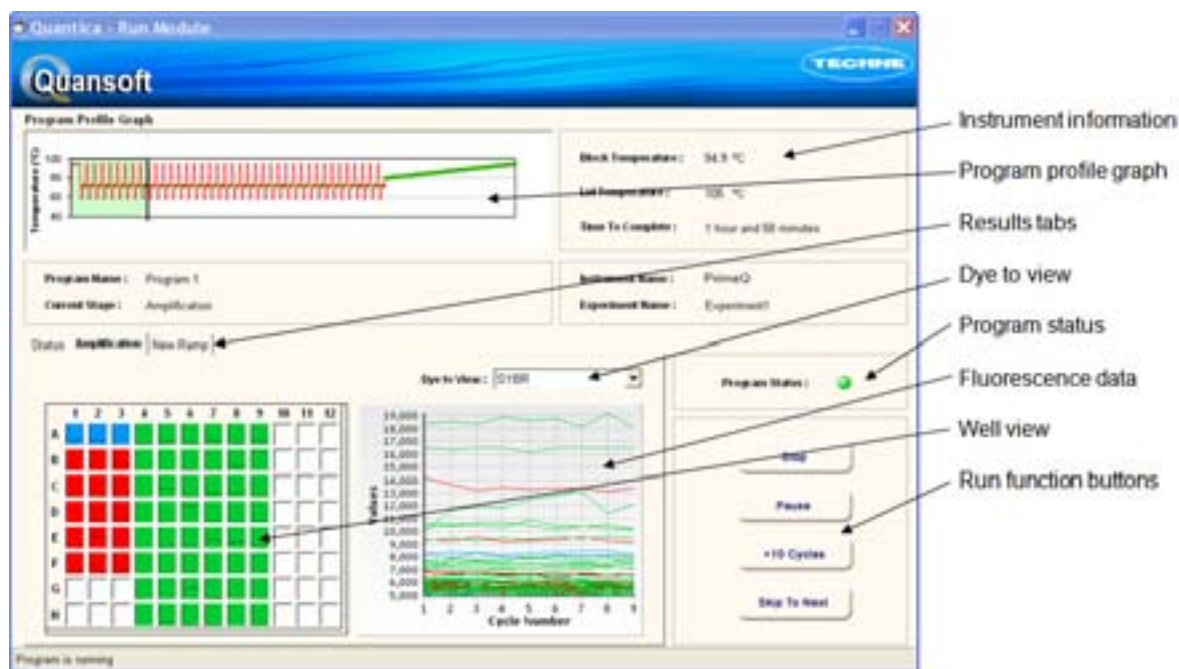 Quantica - Run Module
Quansoft
TECHNE
Program Profile Graph
Temperature (°C)
100
80
60
40
Block Temperature : 94.9 °C
Lid Temperature : 105 °C
Time To Complete : 1 hour and 58 minutes
Program Name : Program 1
Current Stage : Amplification
Instrument Name : PrimeQ
Experiment Name : Experiment1
Status Amplification New Ramp
Dye to View : SYBR
Program Status :
1 2 3 4 5 6 7 8 9 10 11 12
A
B
C
D
E
F
G
H
Values
19,000
18,000
17,000
16,000
15,000
14,000
13,000
12,000
11,000
10,000
9,000
8,000
7,000
6,000
5,000
1 2 3 4 5 6 7 8 9
Cycle Number
Stop
Pause
+10 Cycles
Skip To Next
Program is running
Instrument information
Program profile graph
Results tabs
Dye to view
Program status
Fluorescence data
Well view
Run function buttons